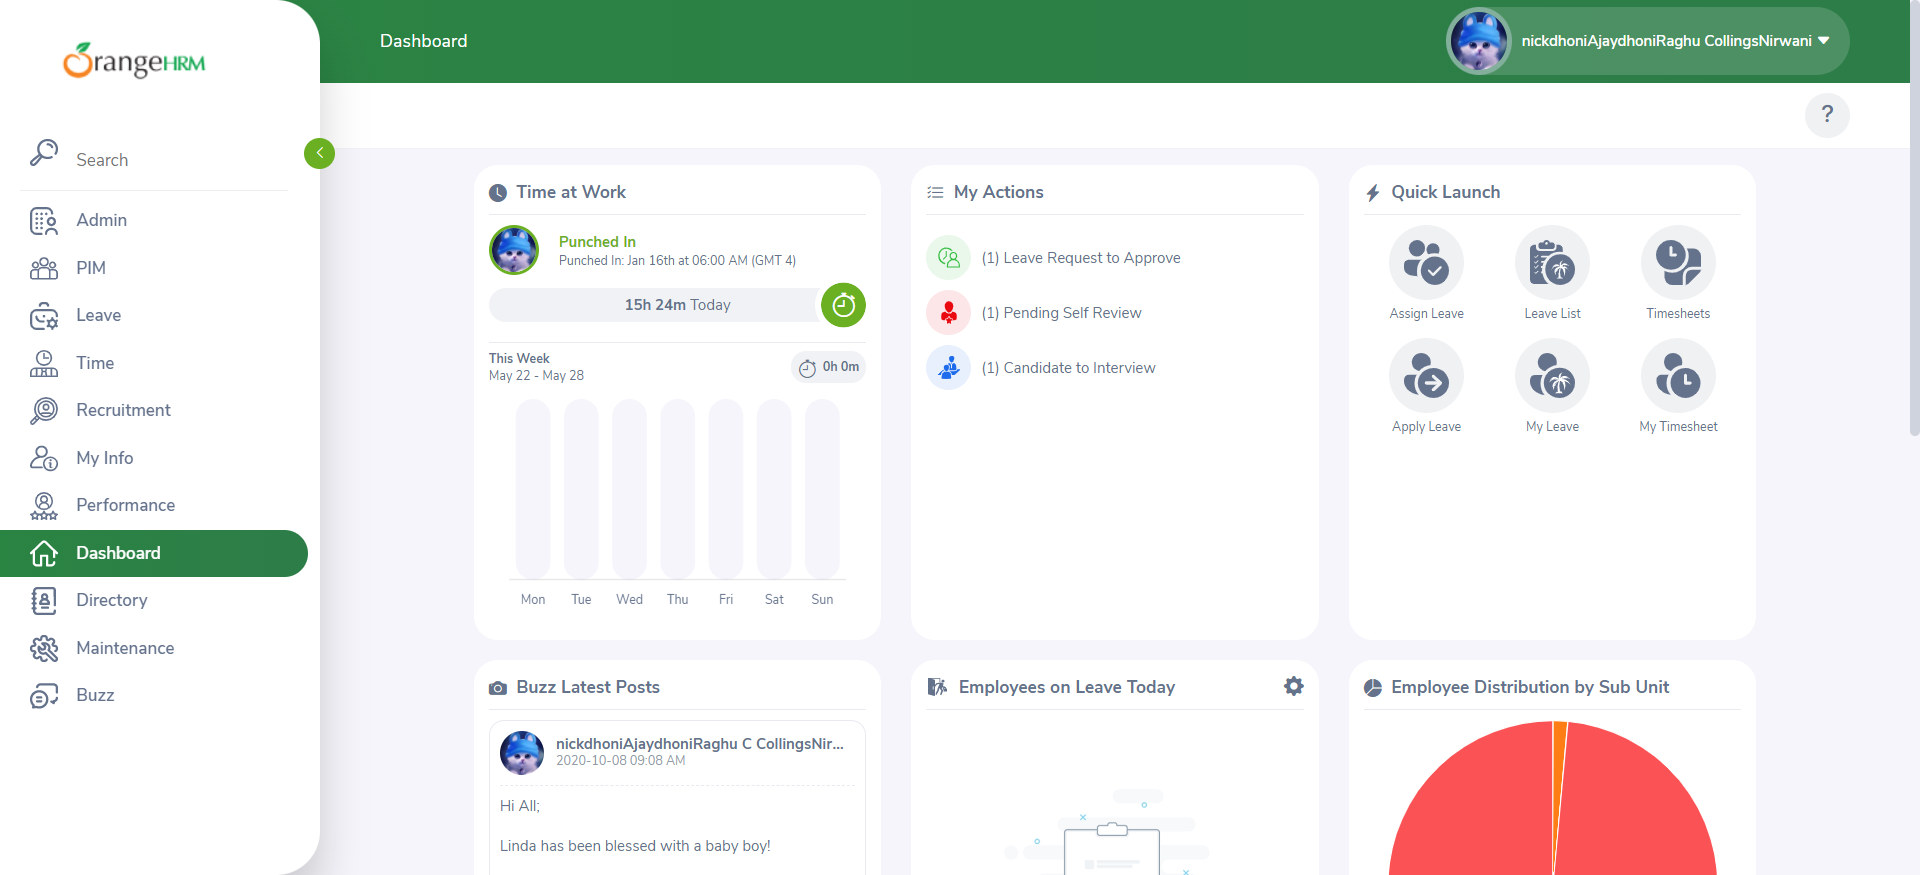 OrangeHRM
Search
Admin
PIM
Leave
Time
Recruitment
My Info
Performance
Dashboard
Directory
Maintenance
Buzz
Dashboard
nickdhoniAjaydhoniRaghu CollingsNirwani
?
Time at Work
Punched In
Punched In: Jan 16th at 06:00 AM (GMT 4)
15h 24m Today
This Week
May 22 - May 28
0h 0m
Mon Tue Wed Thu Fri Sat Sun
My Actions
(1) Leave Request to Approve
(1) Pending Self Review
(1) Candidate to Interview
Quick Launch
Assign Leave Leave List Timesheets
Apply Leave My Leave My Timesheet
Buzz Latest Posts
nickdhoniAjaydhoniRaghu C CollingsNir...
2020-10-08 09:08 AM
Hi All;
Linda has been blessed with a baby boy!
Employees on Leave Today
Employee Distribution by Sub Unit